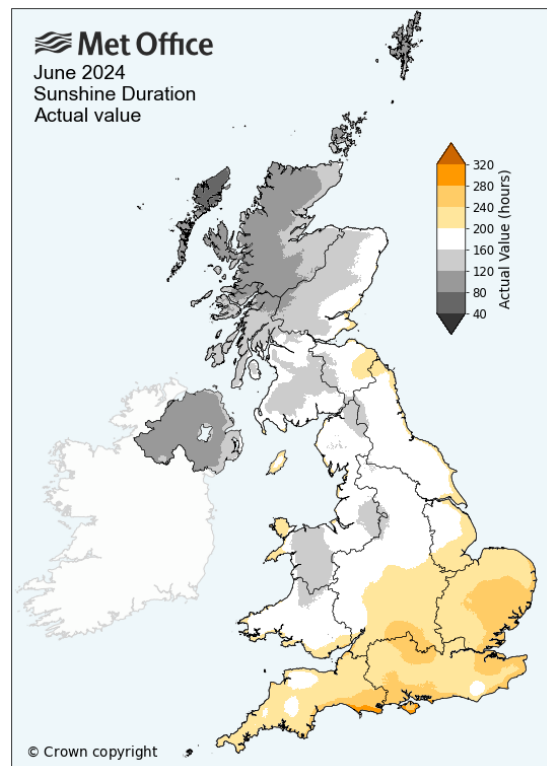 Met Office
June 2024
Sunshine Duration
Actual value
320
280
240
200
160
120
80
40
Actual Value (hours)
© Crown copyright